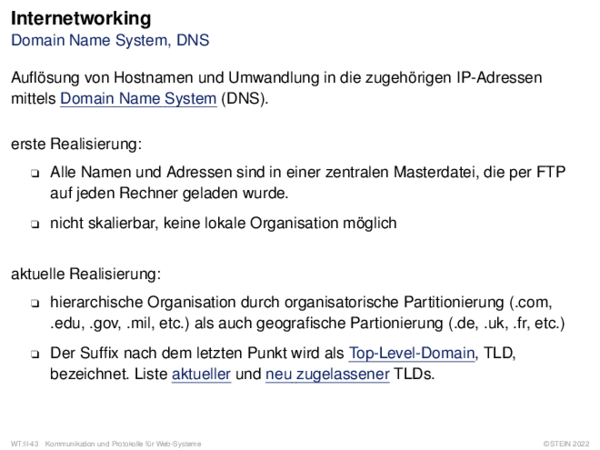 Internetworking
Domain Name System, DNS
Auflösung von Hostnamen und Umwandlung in die zugehörigen IP-Adressen
mittels Domain Name System (DNS).
erste Realisierung:
❑ Alle Namen und Adressen sind in einer zentralen Masterdatei, die per FTP
auf jeden Rechner geladen wurde.
❑ nicht skalierbar, keine lokale Organisation möglich
aktuelle Realisierung:
❑ hierarchische Organisation durch organisatorische Partitionierung (.com,
.edu, .gov, .mil, etc.) als auch geografische Partionierung (.de, .uk, .fr, etc.)
❑ Der Suffix nach dem letzten Punkt wird als Top-Level-Domain, TLD,
bezeichnet. Liste aktueller und neu zugelassener TLDs.
WT:II-43 Kommunikation und Protokolle für Web-Systeme ©STEIN 2022